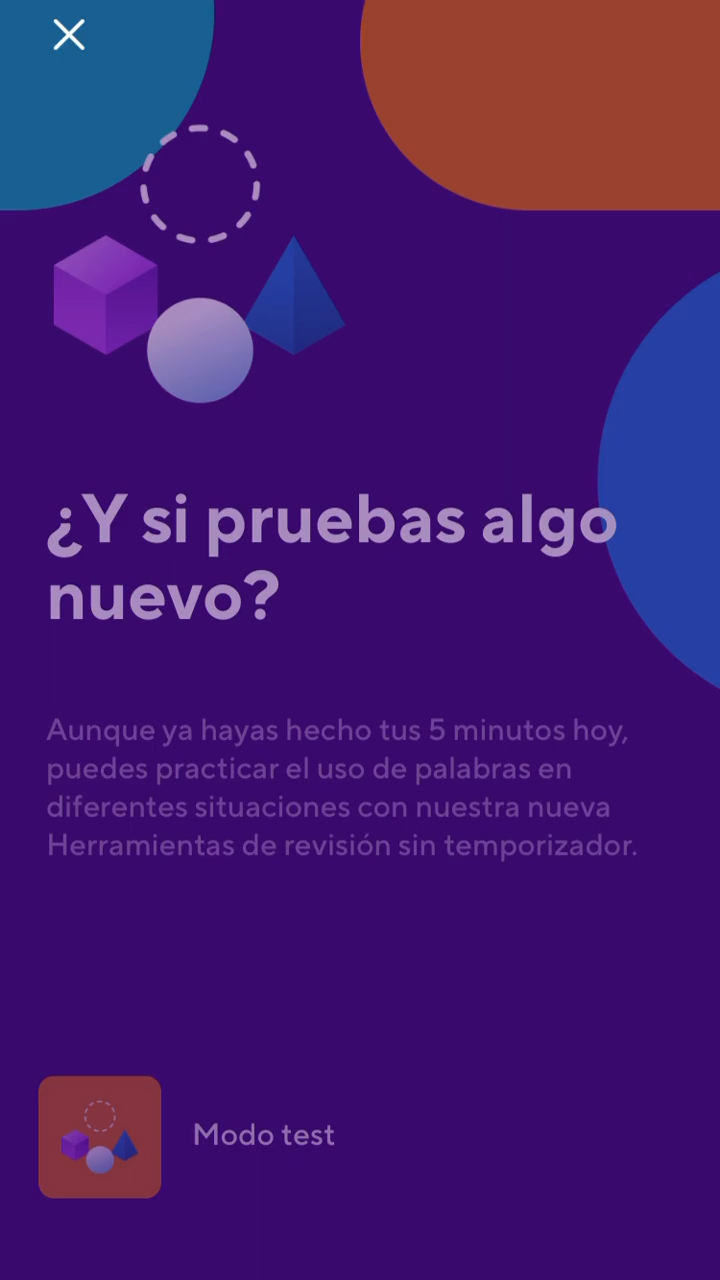 ¿Y si pruebas algo
nuevo?
Aunque ya hayas hecho tus 5 minutos hoy,
puedes practicar el uso de palabras en
diferentes situaciones con nuestra nueva
Herramientas de revisión sin temporizador.
Modo test